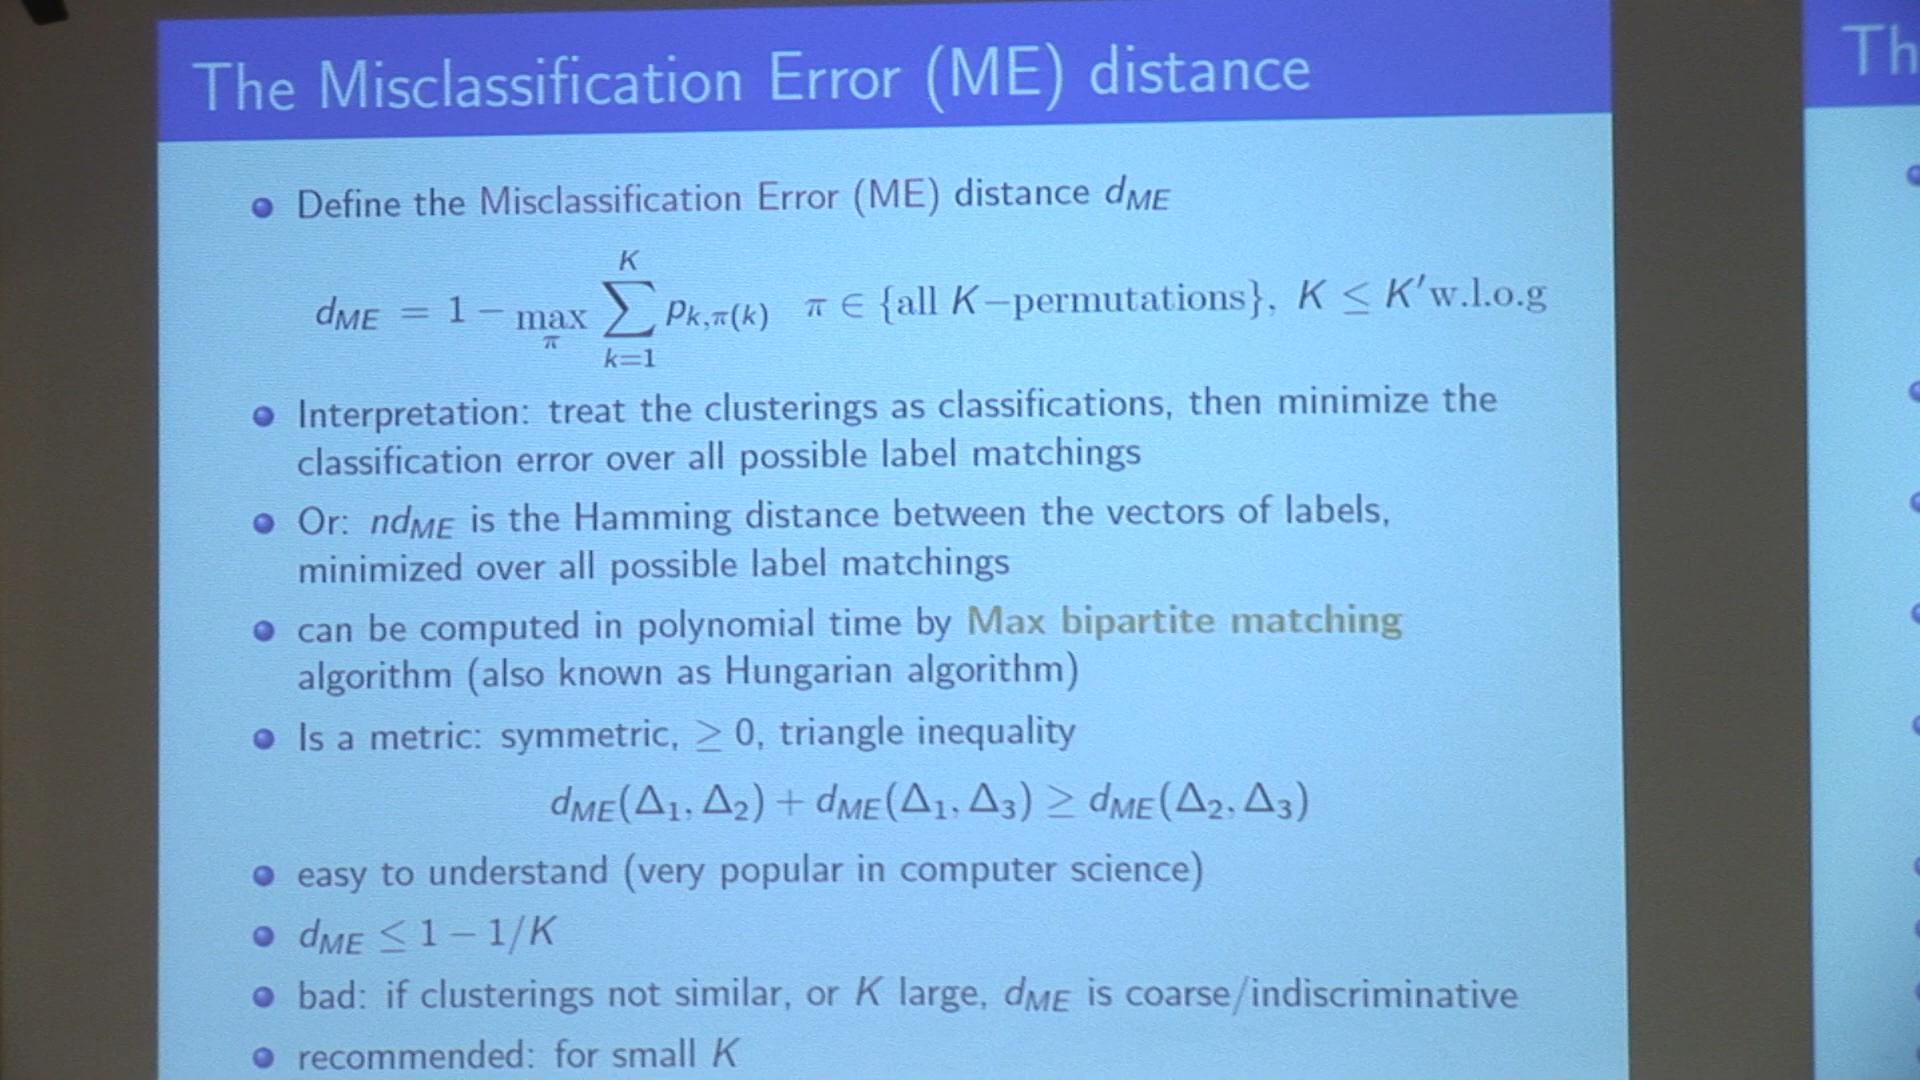 The Misclassification Error (ME) distance
Th
Define the Misclassification Error (ME) distance d_ME
d_ME = 1 − max_π ∑_{k=1}^{K} p_{k,π(k)} π ∈ {all K−permutations}, K ≤ K′w.l.o.g
Interpretation: treat the clusterings as classifications, then minimize the
classification error over all possible label matchings
Or: nd_ME is the Hamming distance between the vectors of labels,
minimized over all possible label matchings
can be computed in polynomial time by Max bipartite matching
algorithm (also known as Hungarian algorithm)
Is a metric: symmetric, ≥ 0, triangle inequality
d_ME(Δ₁, Δ₂) + d_ME(Δ₁, Δ₃) ≥ d_ME(Δ₂, Δ₃)
easy to understand (very popular in computer science)
d_ME ≤ 1 − 1/K
bad: if clusterings not similar, or K large, d_ME is coarse/indiscriminative
recommended: for small K